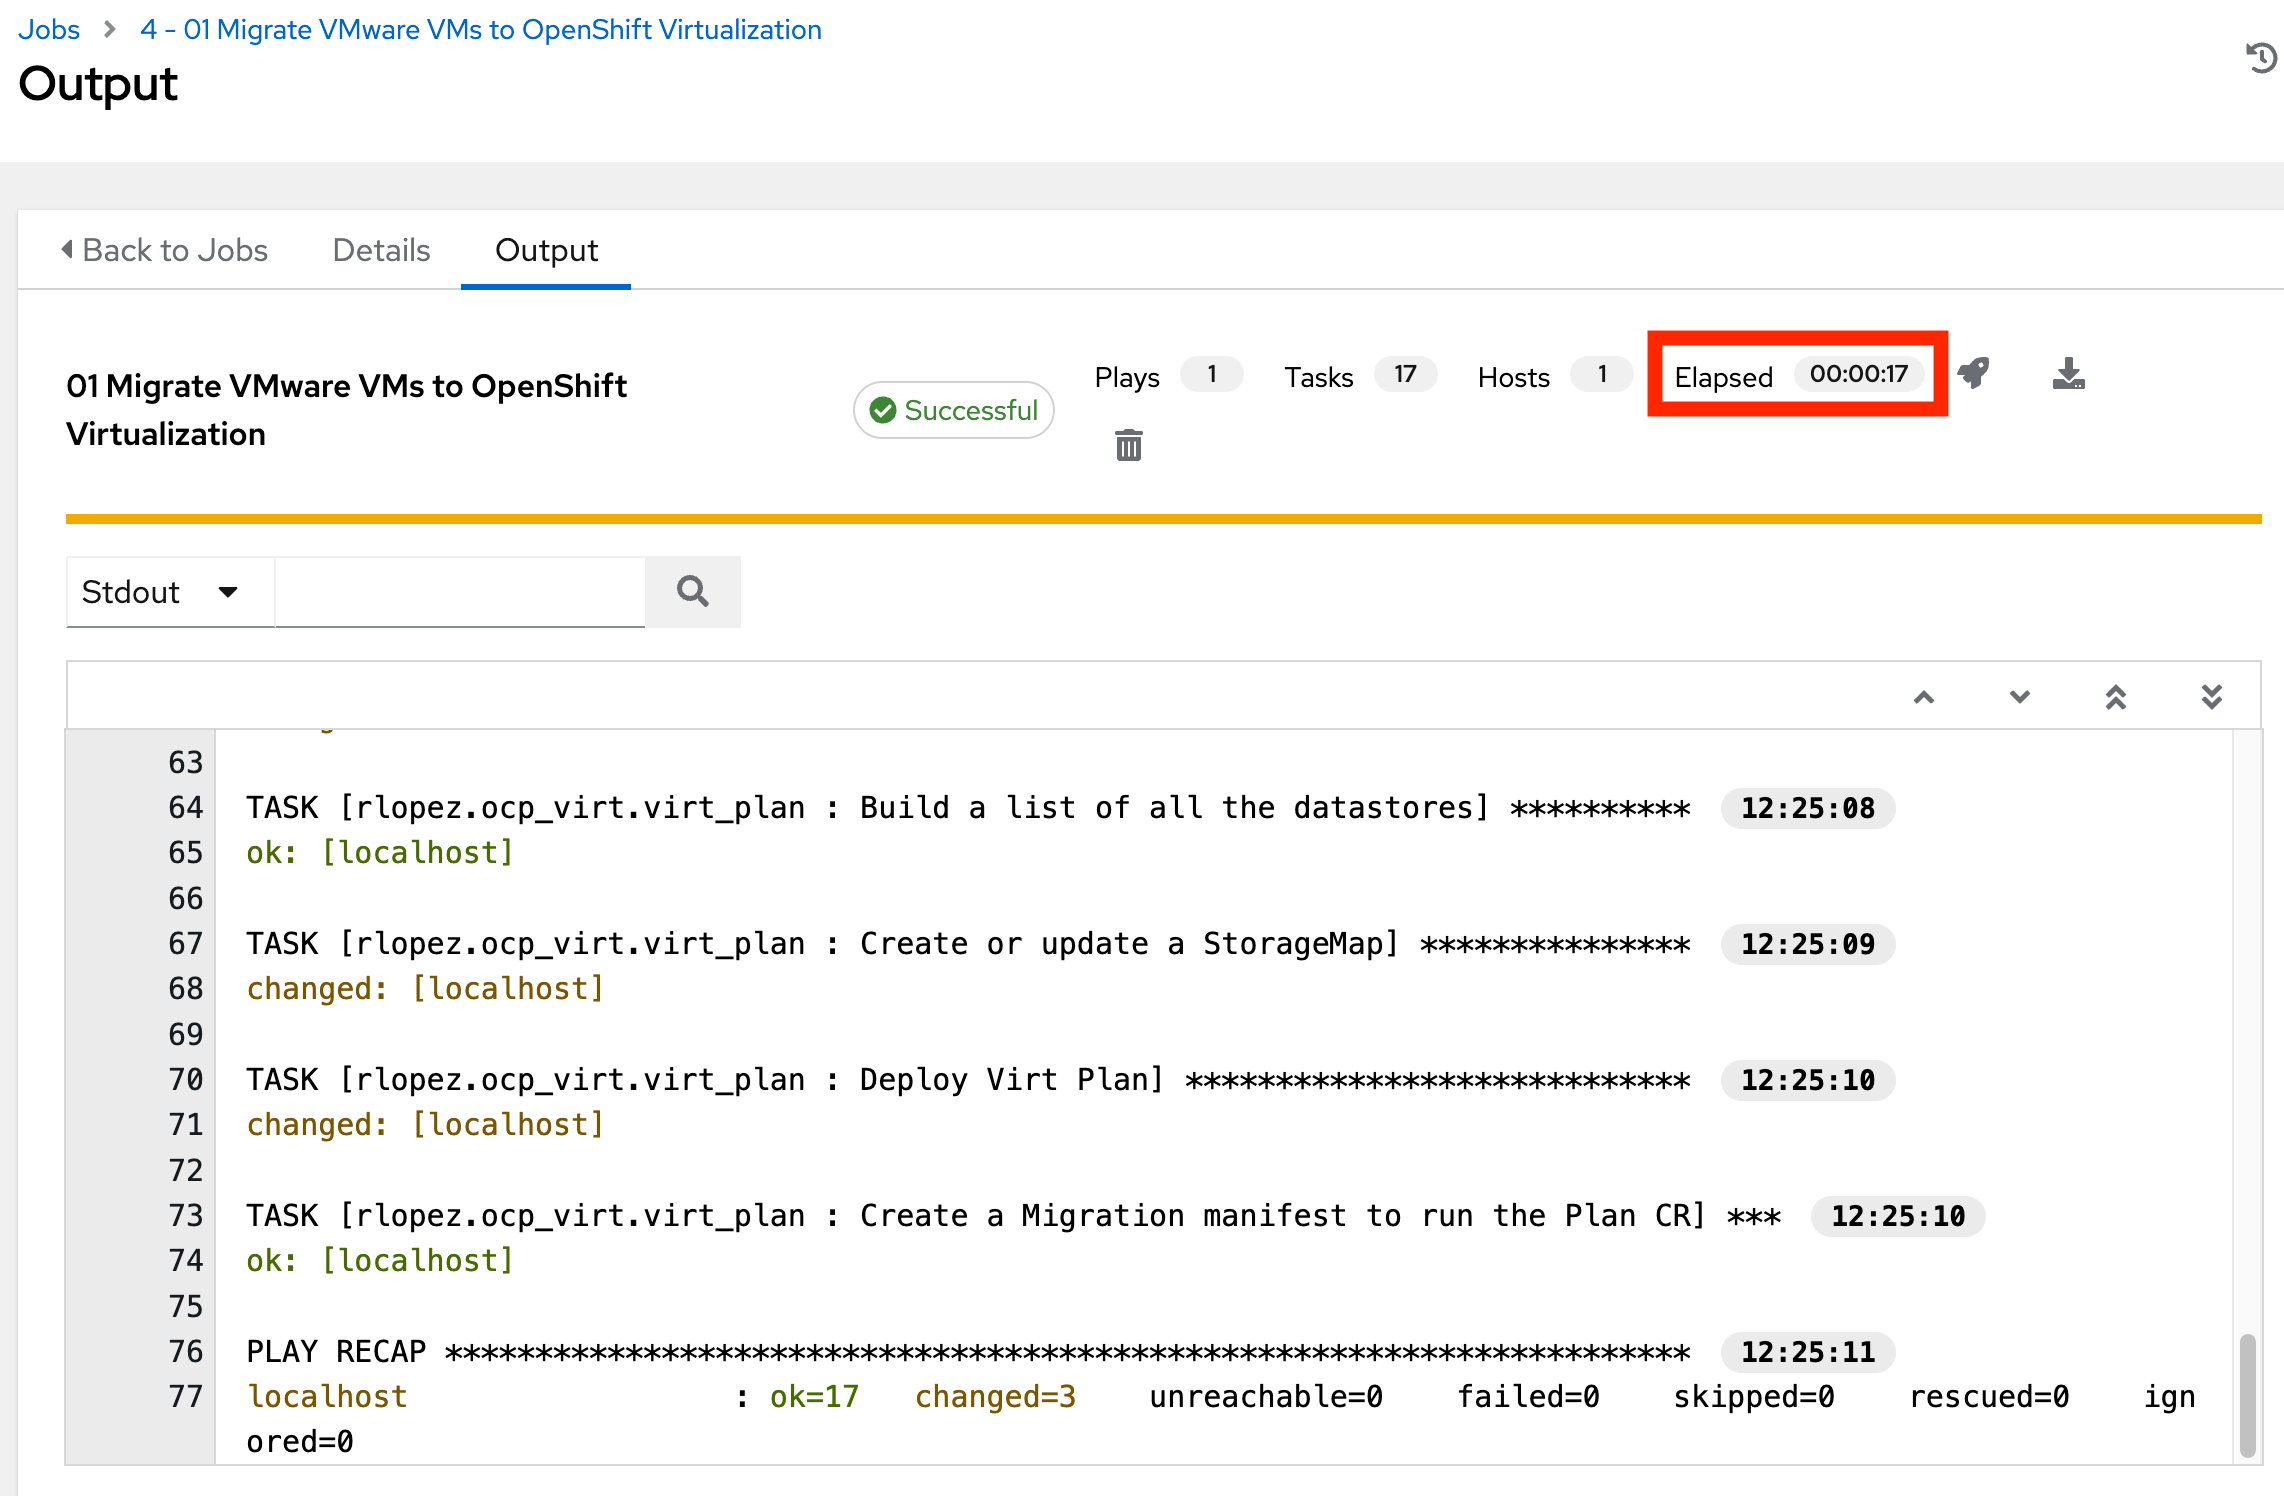 Jobs > 4 - 01 Migrate VMware VMs to OpenShift Virtualization
Output
Back to Jobs Details Output
01 Migrate VMware VMs to OpenShift
Virtualization
Successful
Plays 1 Tasks 17 Hosts 1 Elapsed 00:00:17
Stdout
63
64 TASK [rlopez.ocp_virt.virt_plan : Build a list of all the datastores] ********** 12:25:08
65 ok: [localhost]
66
67 TASK [rlopez.ocp_virt.virt_plan : Create or update a StorageMap] *************** 12:25:09
68 changed: [localhost]
69
70 TASK [rlopez.ocp_virt.virt_plan : Deploy Virt Plan] **************************** 12:25:10
71 changed: [localhost]
72
73 TASK [rlopez.ocp_virt.virt_plan : Create a Migration manifest to run the Plan CR] *** 12:25:10
74 ok: [localhost]
75
76 PLAY RECAP ********************************************************************* 12:25:11
77 localhost : ok=17 changed=3 unreachable=0 failed=0 skipped=0 rescued=0 ign
ored=0